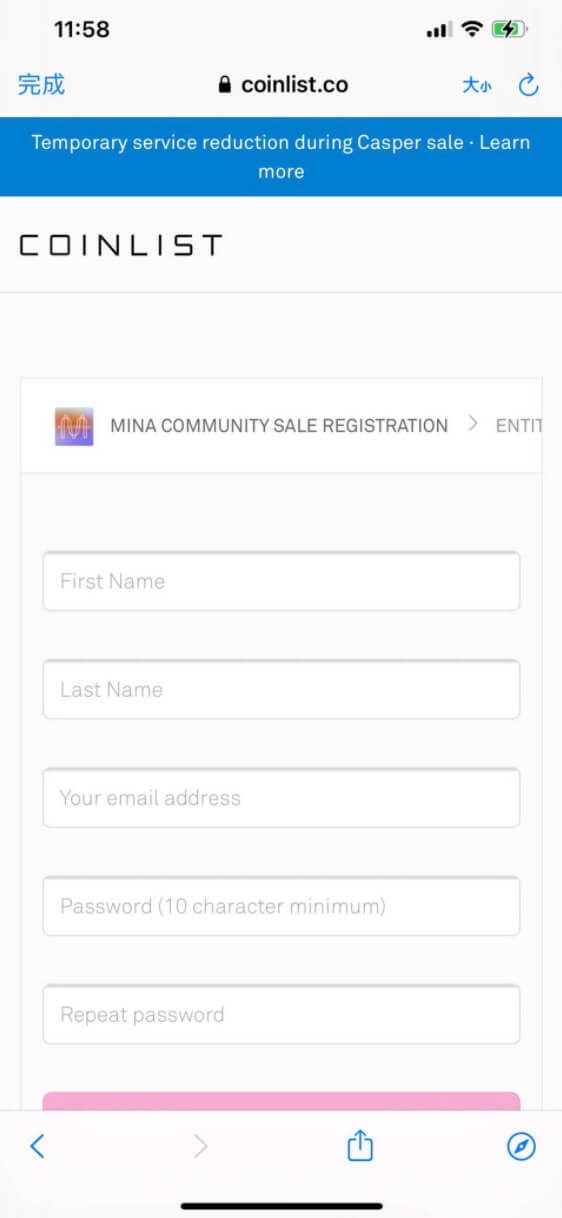 11:58
完成
coinlist.co
大小
Temporary service reduction during Casper sale · Learn
more
COINLIST
MINA COMMUNITY SALE REGISTRATION > ENTIT
First Name
Last Name
Your email address
Password (10 character minimum)
Repeat password